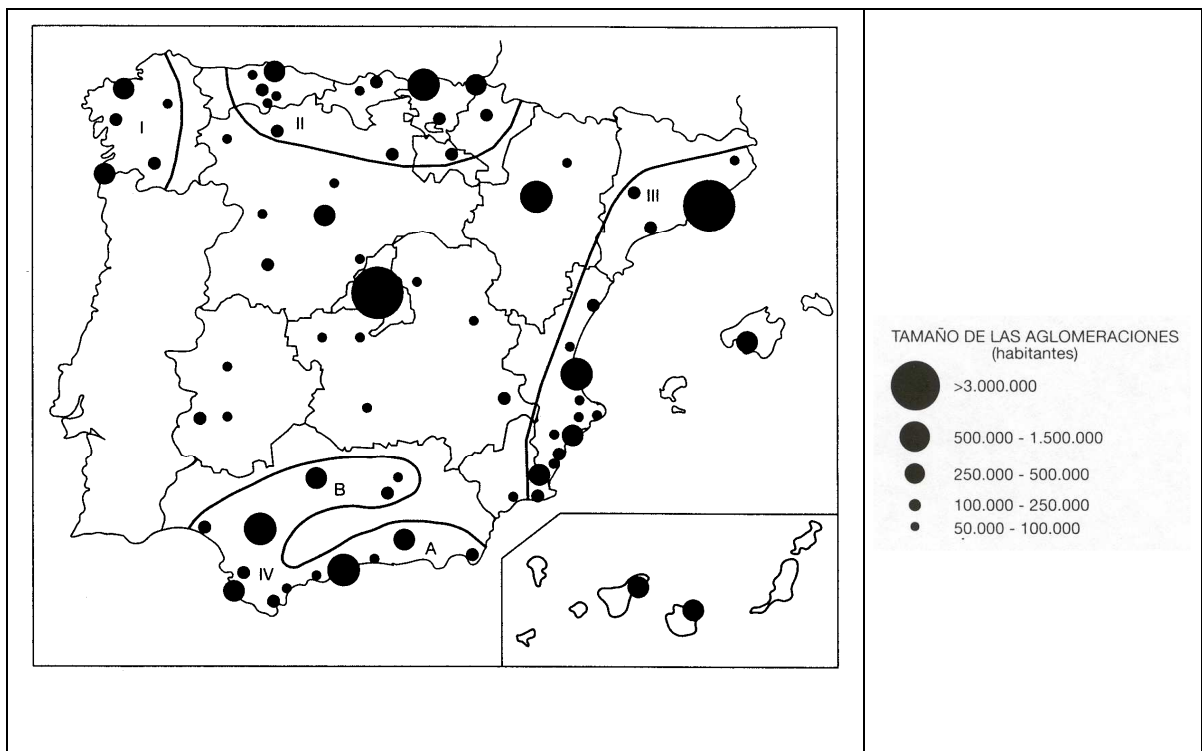 I
II
III
B
A
IV
TAMAÑO DE LAS AGLOMERACIONES
(habitantes)
>3.000.000
500.000 - 1.500.000
250.000 - 500.000
100.000 - 250.000
50.000 - 100.000